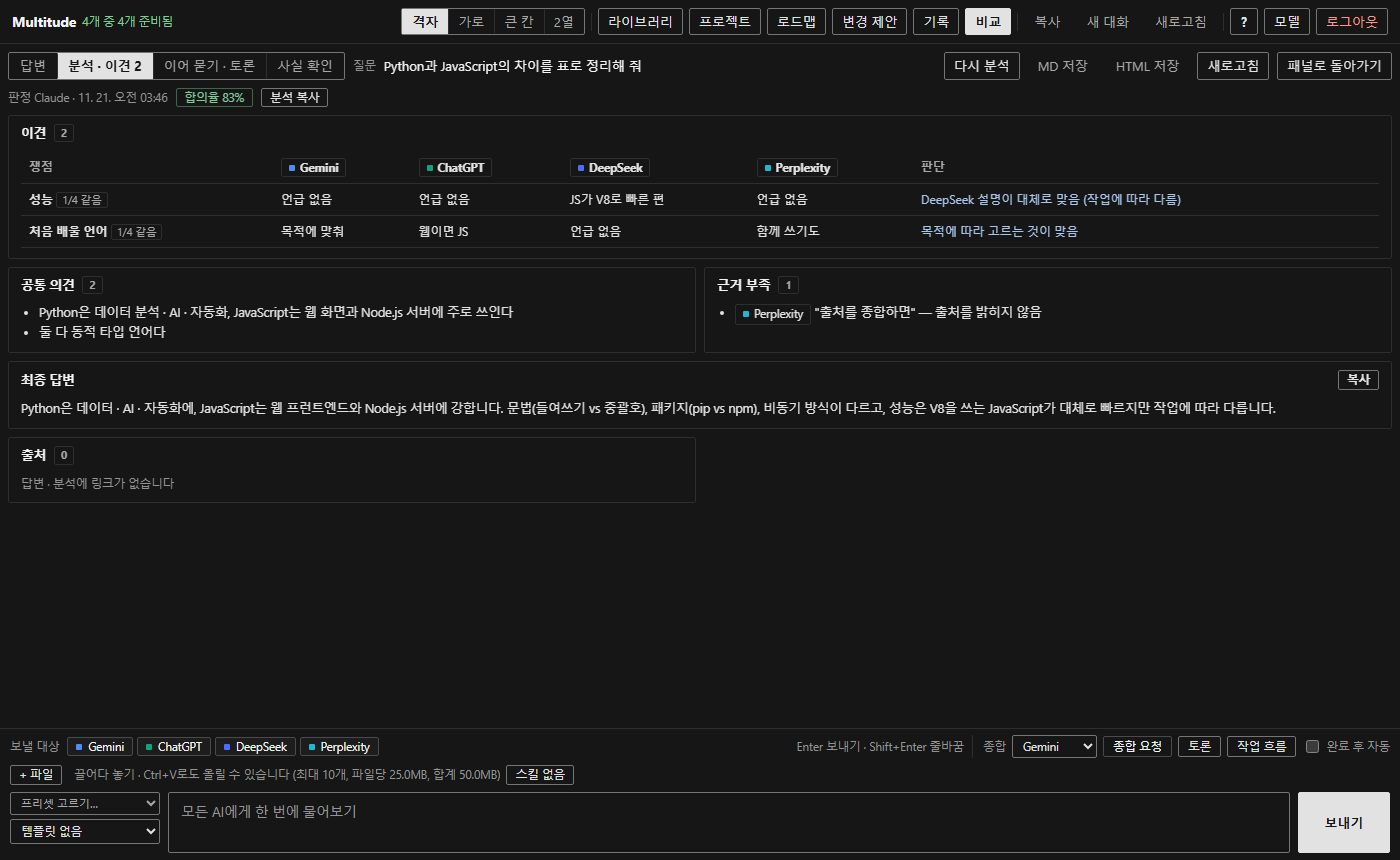 Multitude 4개 중 4개 준비됨 격자 가로 큰 칸 2열 라이브러리 프로젝트 로드맵 변경 제안 기록 비교 복사 새 대화 새로고침 ? 모델 로그아웃
답변 분석 · 이견 2 이어 묻기 · 토론 사실 확인 질문 Python과 JavaScript의 차이를 표로 정리해 줘 다시 분석 MD 저장 HTML 저장 새로고침 패널로 돌아가기
판정 Claude · 11. 21. 오전 03:46 합의율 83% 분석 복사
이견 2
쟁점 Gemini ChatGPT DeepSeek Perplexity 판단
성능 1/4 같음 언급 없음 언급 없음 JS가 V8로 빠른 편 언급 없음 DeepSeek 설명이 대체로 맞음 (작업에 따라 다름)
처음 배울 언어 1/4 같음 목적에 맞춰 웹이면 JS 언급 없음 함께 쓰기도 목적에 따라 고르는 것이 맞음
공통 의견 2
• Python은 데이터 분석 · AI · 자동화, JavaScript는 웹 화면과 Node.js 서버에 주로 쓰인다
• 둘 다 동적 타입 언어다
근거 부족 1
• Perplexity "출처를 종합하면" — 출처를 밝히지 않음
최종 답변 복사
Python은 데이터 · AI · 자동화에, JavaScript는 웹 프런트엔드와 Node.js 서버에 강합니다. 문법(들여쓰기 vs 중괄호), 패키지(pip vs npm), 비동기 방식이 다르고, 성능은 V8을 쓰는 JavaScript가 대체로 빠르지만 작업에 따라 다릅니다.
출처 0
답변 · 분석에 링크가 없습니다
보낼 대상 Gemini ChatGPT DeepSeek Perplexity Enter 보내기 · Shift+Enter 줄바꿈 종합 Gemini 종합 요청 토론 작업 흐름 완료 후 자동
+ 파일 끌어다 놓기 · Ctrl+V로도 올릴 수 있습니다 (최대 10개, 파일당 25.0MB, 합계 50.0MB) 스킬 없음
프리셋 고르기... 모든 AI에게 한 번에 물어보기
템플릿 없음 보내기